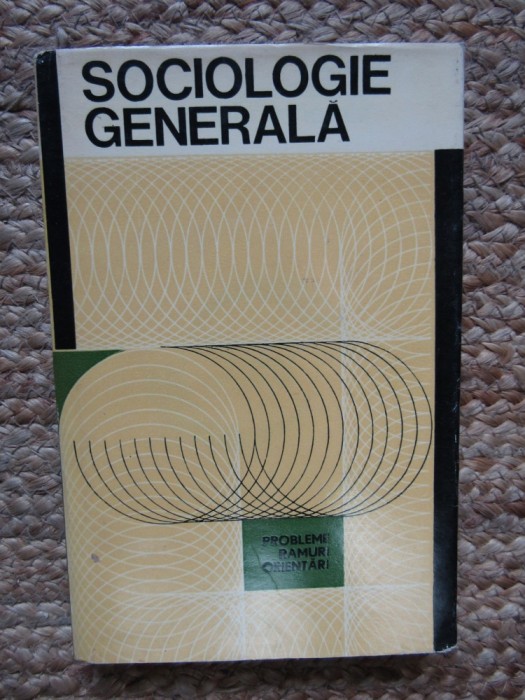 SOCIOLOGIE
GENERALĂ
PROBLEME
RAMURI
ORIENTĂRI